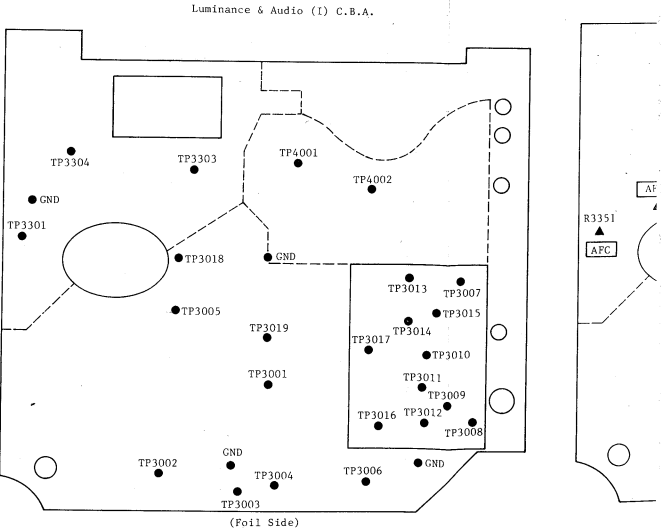 Luminance & Audio (I) C.B.A.
TP3304
TP3303
TP4001
TP4002
GND
TP3301
R3351
AFC
TP3018
GND
TP3013
TP3007
TP3005
TP3015
TP3014
TP3019
TP3017
TP3010
TP3001
TP3011
TP3009
TP3016
TP3012
TP3008
TP3002
GND
TP3004
TP3006
GND
TP3003
(Foil Side)